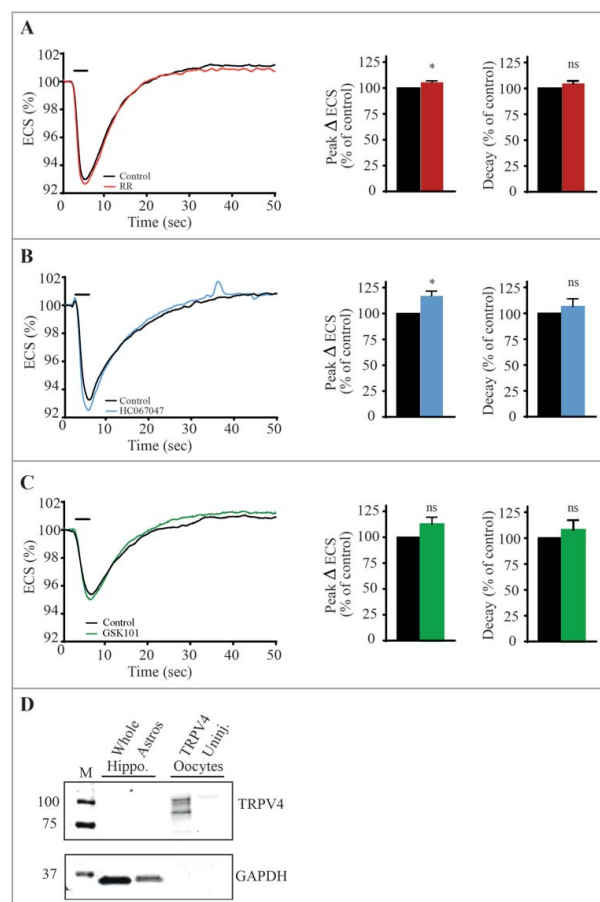 A
ECS (%)
102
100
98
96
94
92
Control
RR
0 10 20 30 40 50
Time (sec)
Peak Δ ECS
(% of control)
125
100
75
50
25
0
*
Decay (% of control)
125
100
75
50
25
0
ns
B
ECS (%)
102
100
98
96
94
92
Control
HC067047
0 10 20 30 40 50
Time (sec)
Peak Δ ECS
(% of control)
125
100
75
50
25
0
*
Decay (% of control)
125
100
75
50
25
0
ns
C
ECS (%)
102
100
98
96
94
92
Control
GSK101
0 10 20 30 40 50
Time (sec)
Peak Δ ECS
(% of control)
125
100
75
50
25
0
ns
Decay (% of control)
125
100
75
50
25
0
ns
D
Whole Astros TRPV4 Uninj.
M Hippo. Oocytes
100
75
TRPV4
37
GAPDH